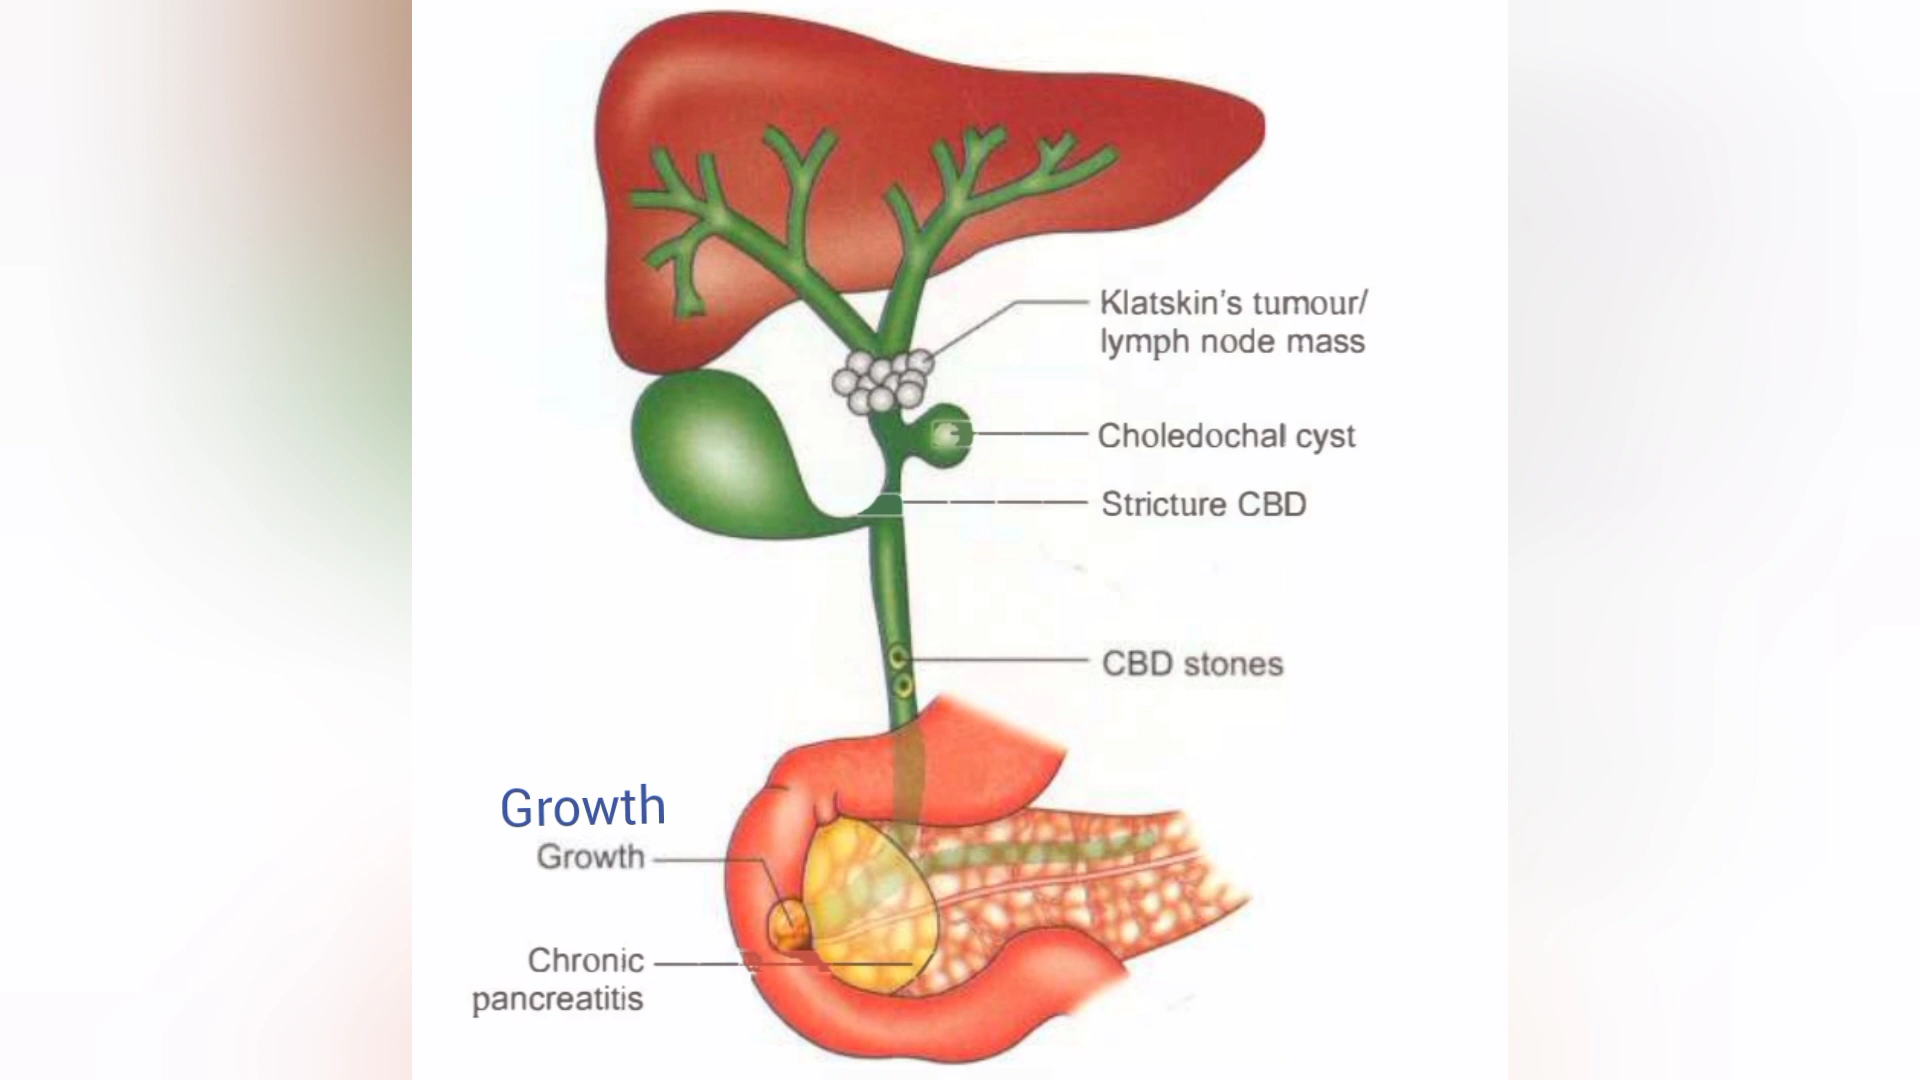 Klatskin's tumour/
lymph node mass
Choledochal cyst
Stricture CBD
CBD stones
Growth
Growth
Chronic
pancreatitis